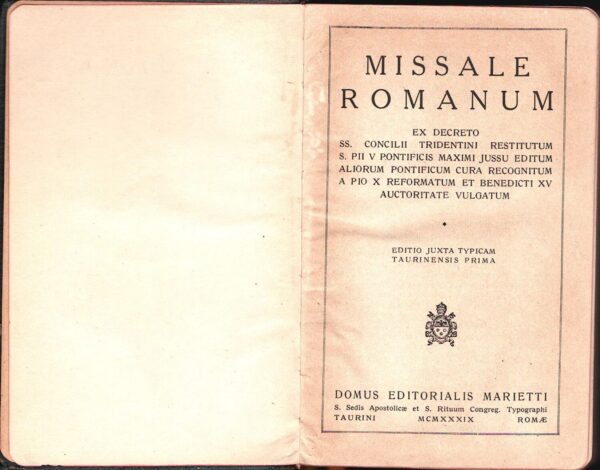 MISSALE
ROMANUM
EX DECRETO
SS. CONCILII TRIDENTINI RESTITUTUM
S. PII V PONTIFICIS MAXIMI JUSSU EDITUM
ALIORUM PONTIFICUM CURA RECOGNITUM
A PIO X REFORMATUM ET BENEDICTI XV
AUCTORITATE VULGATUM
EDITIO JUXTA TYPICAM
TAURINENSIS PRIMA
DOMUS EDITORIALIS MARIETTI
S. Sedis Apostolicæ et S. Rituum Congreg. Typographi
TAURINI MCMXXXIX ROMÆ